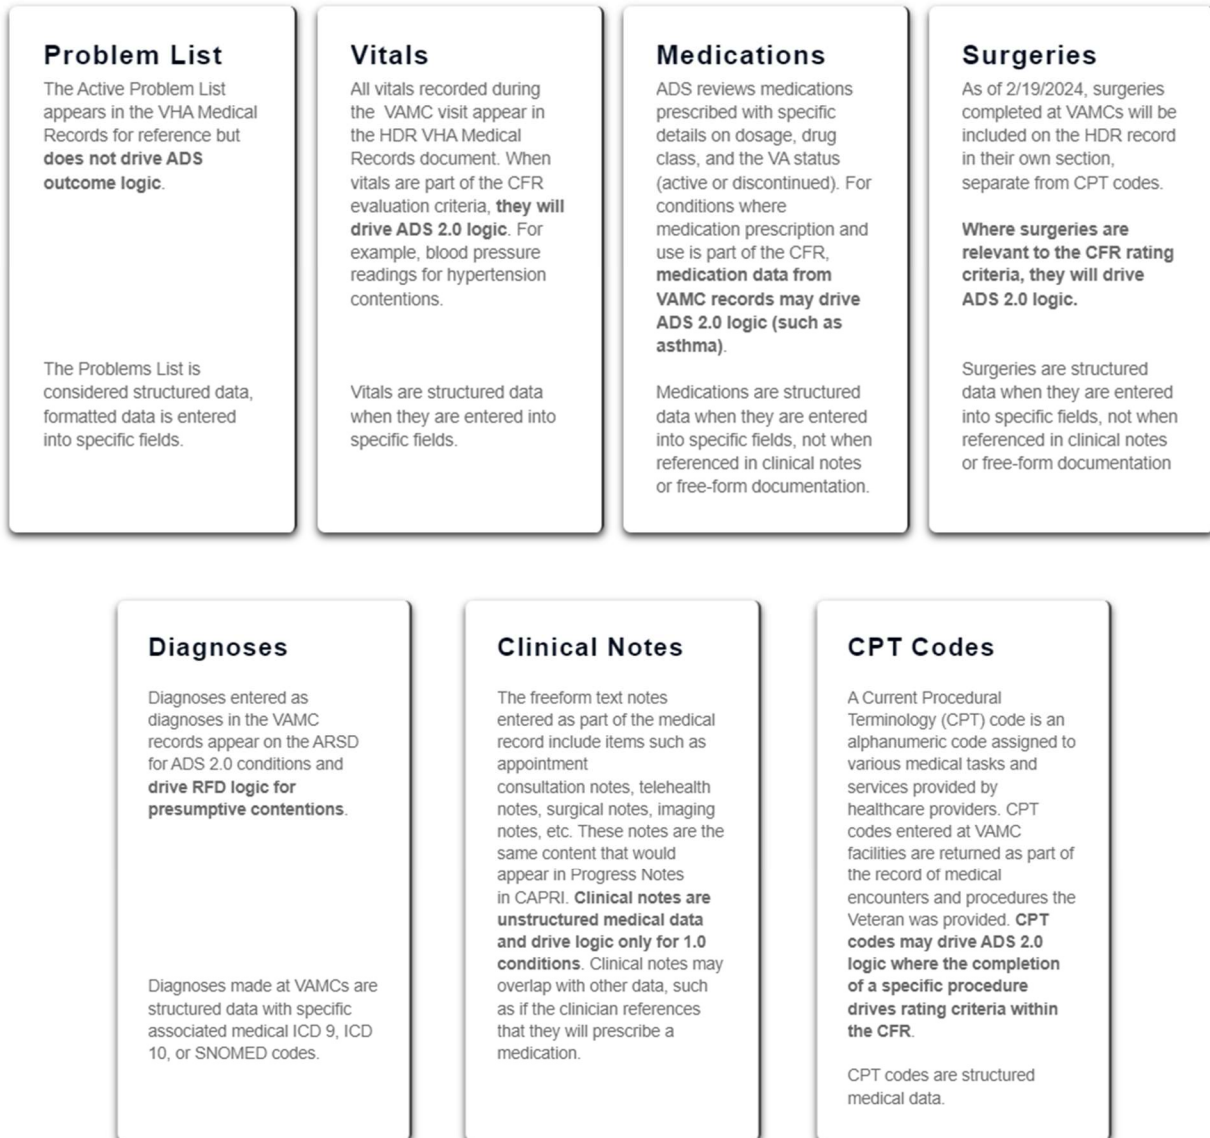 Problem List
The Active Problem List
appears in the VHA Medical
Records for reference but
does not drive ADS
outcome logic.
The Problems List is
considered structured data,
formatted data is entered
into specific fields.
Vitals
All vitals recorded during
the VAMC visit appear in
the HDR VHA Medical
Records document. When
vitals are part of the CFR
evaluation criteria, they will
drive ADS 2.0 logic. For
example, blood pressure
readings for hypertension
contentions.
Vitals are structured data
when they are entered into
specific fields.
Medications
ADS reviews medications
prescribed with specific
details on dosage, drug
class, and the VA status
(active or discontinued). For
conditions where
medication prescription and
use is part of the CFR,
medication data from
VAMC records may drive
ADS 2.0 logic (such as
asthma).
Medications are structured
data when they are entered
into specific fields, not when
referenced in clinical notes
or free-form documentation.
Surgeries
As of 2/19/2024, surgeries
completed at VAMCs will be
included on the HDR record
in their own section,
separate from CPT codes.
Where surgeries are
relevant to the CFR rating
criteria, they will drive
ADS 2.0 logic.
Surgeries are structured
data when they are entered
into specific fields, not when
referenced in clinical notes
or free-form documentation
Diagnoses
Diagnoses entered as
diagnoses in the VAMC
records appear on the ARSD
for ADS 2.0 conditions and
drive RFD logic for
presumptive contentions.
Diagnoses made at VAMCs are
structured data with specific
associated medical ICD 9, ICD
10, or SNOMED codes.
Clinical Notes
The freeform text notes
entered as part of the medical
record include items such as
appointment
consultation notes, telehealth
notes, surgical notes, imaging
notes, etc. These notes are the
same content that would
appear in Progress Notes
in CAPRI. Clinical notes are
unstructured medical data
and drive logic only for 1.0
conditions. Clinical notes may
overlap with other data, such
as if the clinician references
that they will prescribe a
medication.
CPT Codes
A Current Procedural
Terminology (CPT) code is an
alphanumeric code assigned to
various medical tasks and
services provided by
healthcare providers. CPT
codes entered at VAMC
facilities are returned as part of
the record of medical
encounters and procedures the
Veteran was provided. CPT
codes may drive ADS 2.0
logic where the completion
of a specific procedure
drives rating criteria within
the CFR.
CPT codes are structured
medical data.